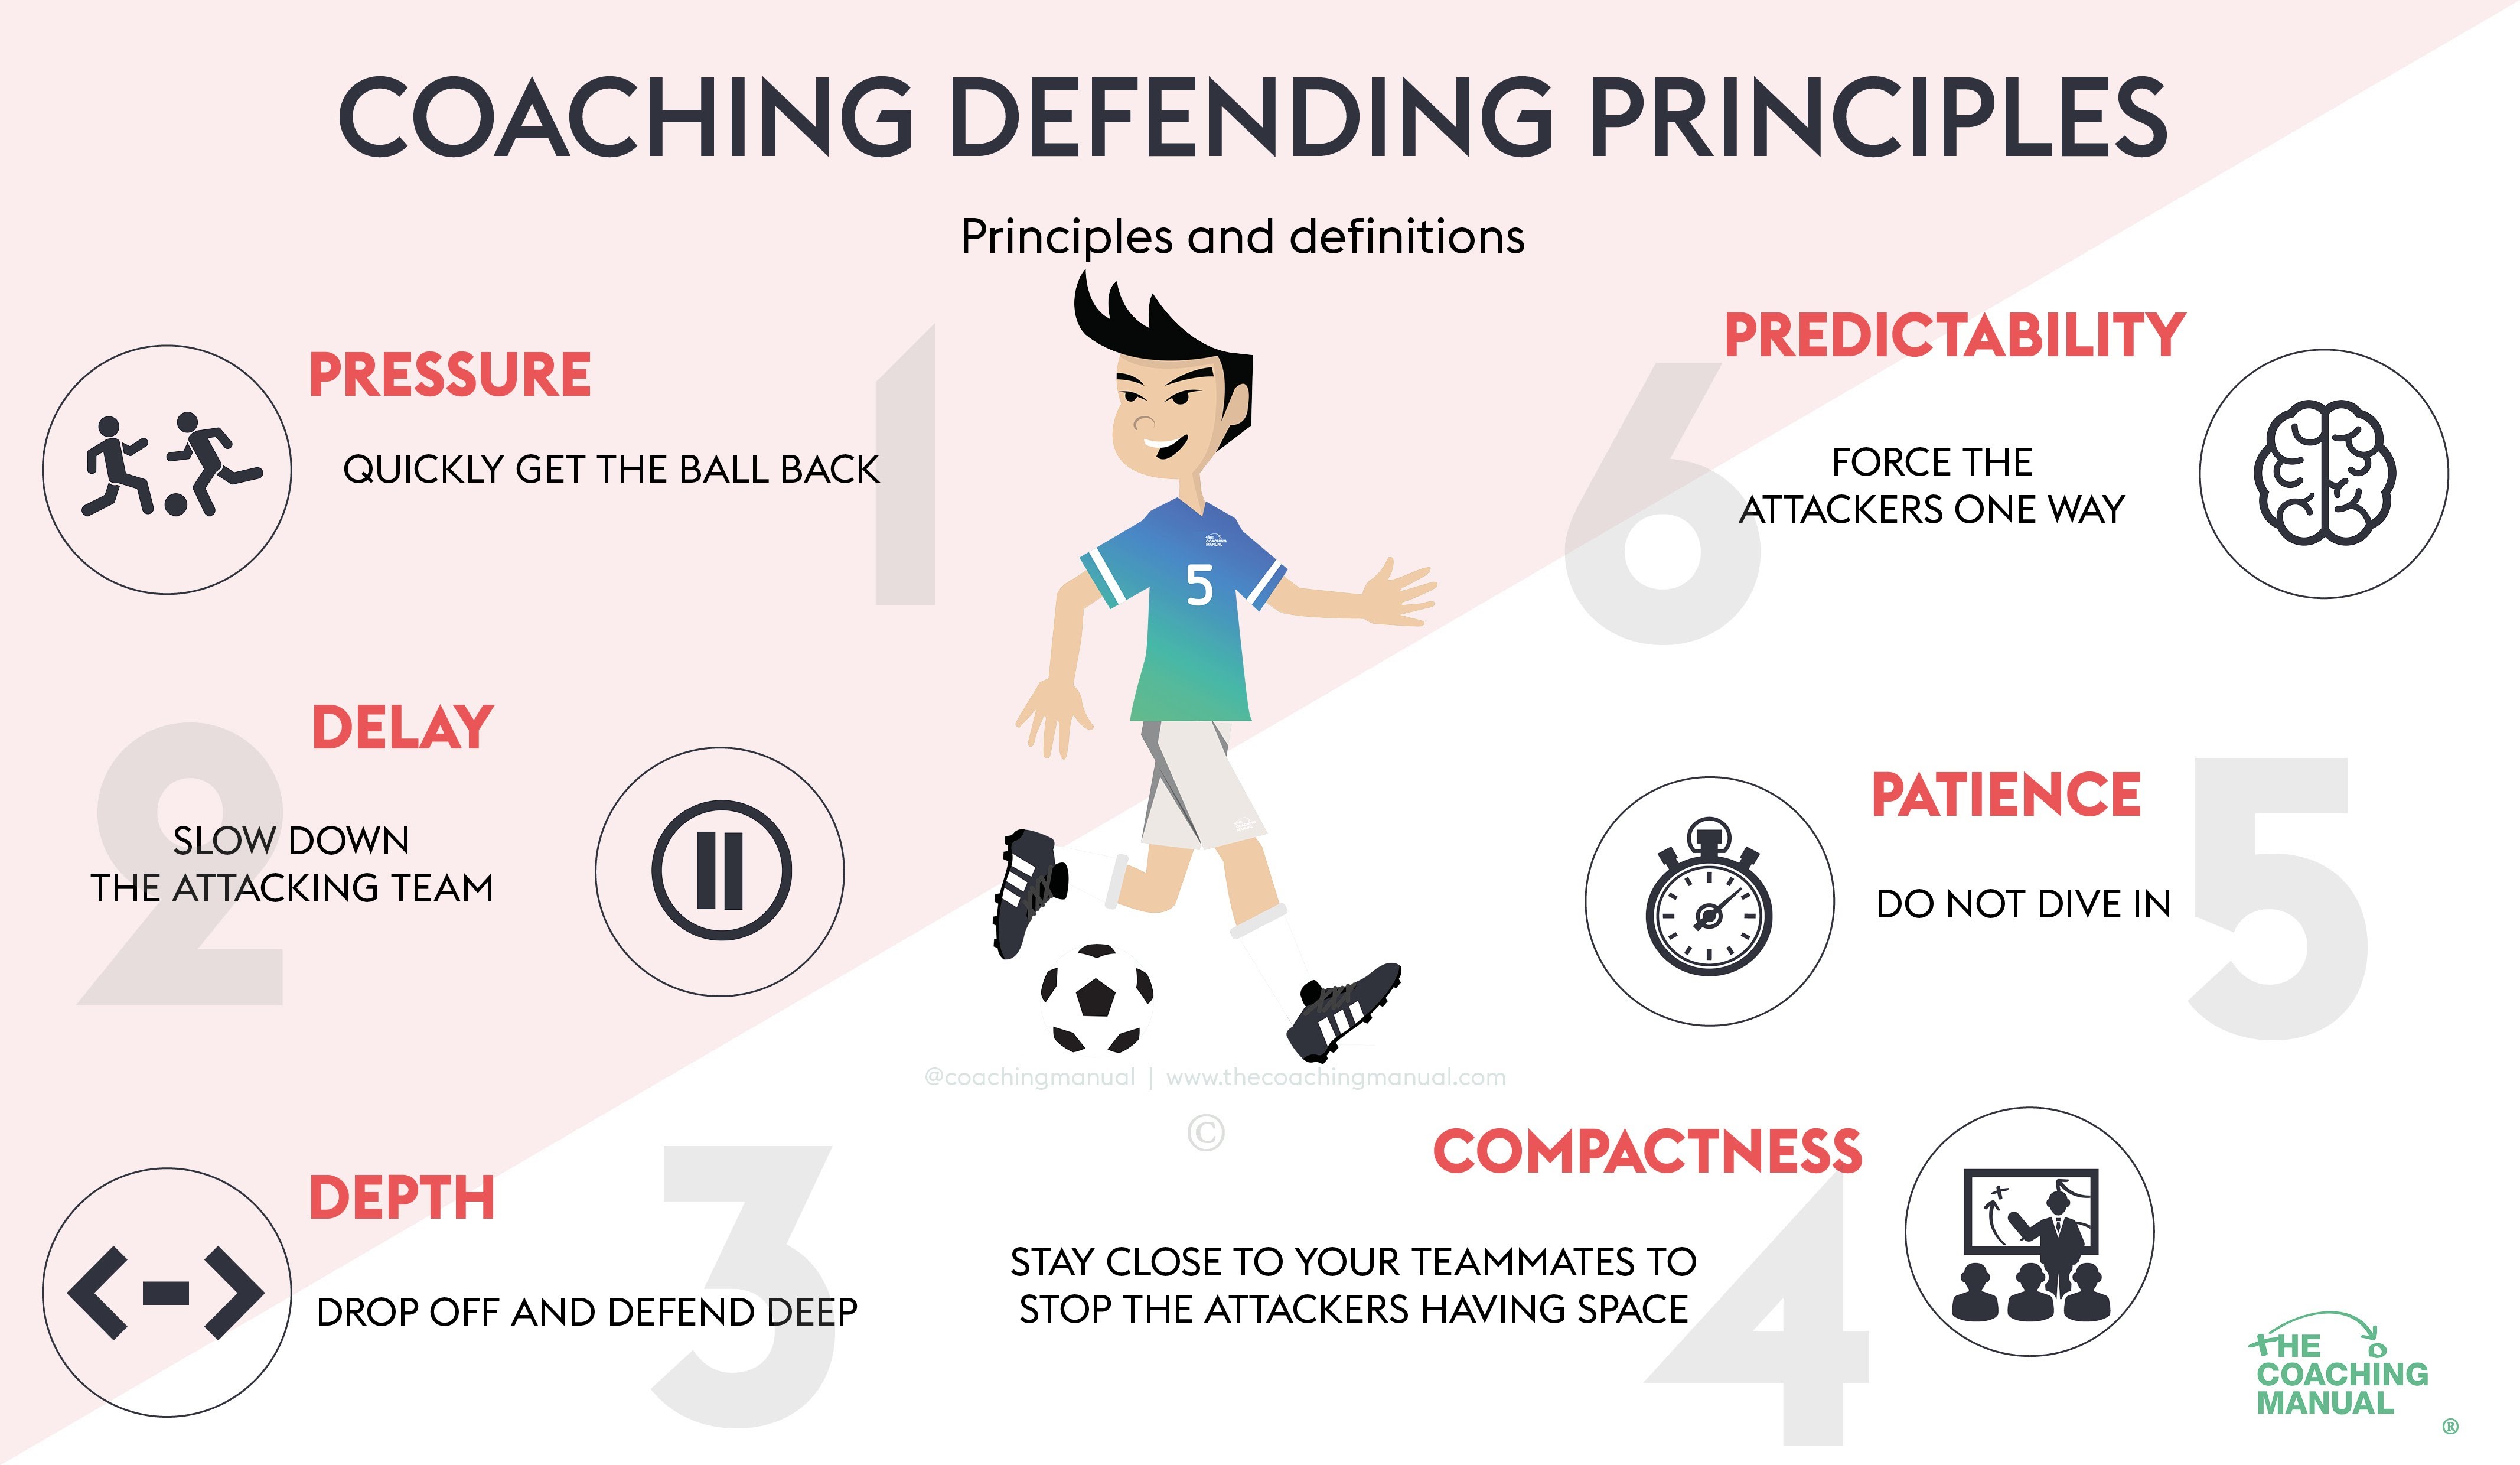 COACHING DEFENDING PRINCIPLES
Principles and definitions
1
PRESSURE
QUICKLY GET THE BALL BACK
2
DELAY
SLOW DOWN
THE ATTACKING TEAM
3
DEPTH
DROP OFF AND DEFEND DEEP
4
COMPACTNESS
STAY CLOSE TO YOUR TEAMMATES TO
STOP THE ATTACKERS HAVING SPACE
5
PATIENCE
DO NOT DIVE IN
6
PREDICTABILITY
FORCE THE
ATTACKERS ONE WAY
THE
COACHING
MANUAL
5
@coachingmanual | www.thecoachingmanual.com
©
THE
COACHING
MANUAL
®